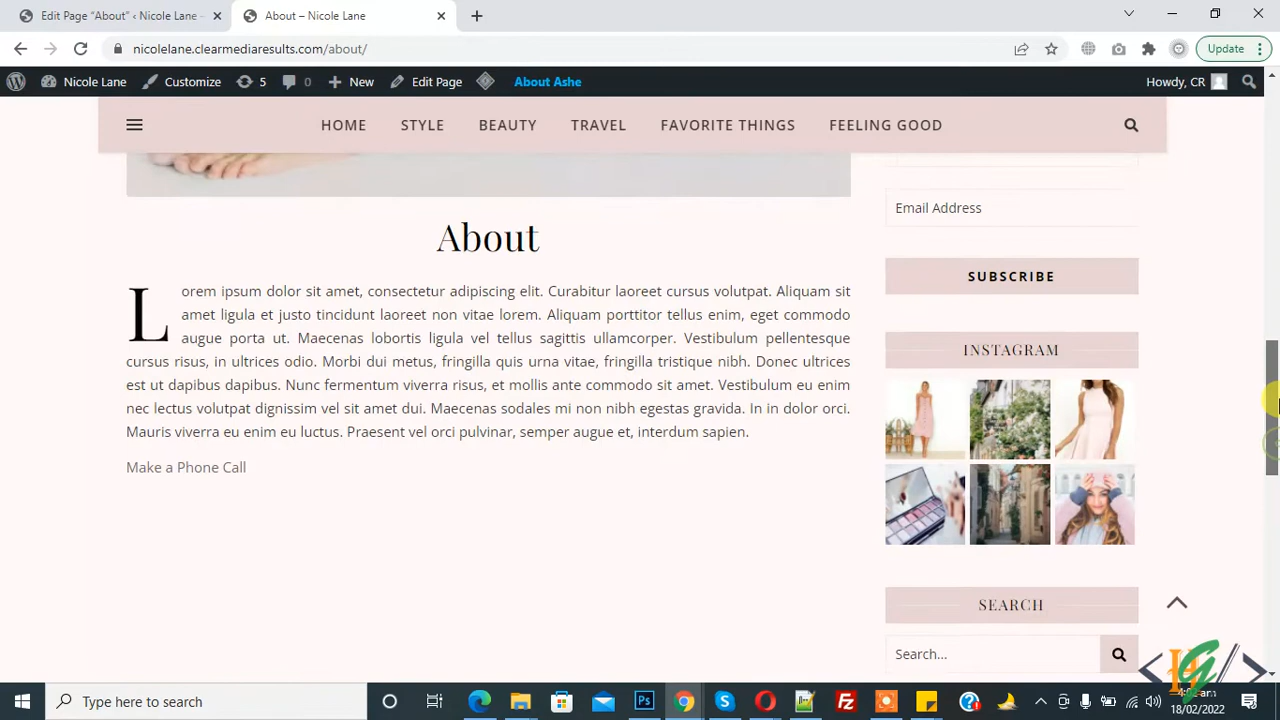 Edit Page “About” ‹ Nicole Lane -
About – Nicole Lane
nicolelane.clearmediaresults.com/about/
Update
Nicole Lane
Customize
5
0
New
Edit Page
About Ashe
Howdy, CR
HOME
STYLE
BEAUTY
TRAVEL
FAVORITE THINGS
FEELING GOOD
Email Address
About
SUBSCRIBE
Lorem ipsum dolor sit amet, consectetur adipiscing elit. Curabitur laoreet cursus volutpat. Aliquam sit
amet ligula et justo tincidunt laoreet non vitae lorem. Aliquam porttitor tellus enim, eget commodo
augue porta ut. Maecenas lobortis ligula vel tellus sagittis ullamcorper. Vestibulum pellentesque
cursus risus, in ultrices odio. Morbi dui metus, fringilla quis urna vitae, fringilla tristique nibh. Donec ultrices
est ut dapibus dapibus. Nunc fermentum viverra risus, et mollis ante commodo sit amet. Vestibulum eu enim
nec lectus volutpat dignissim vel sit amet dui. Maecenas sodales mi non nibh egestas gravida. In in dolor orci.
Mauris viverra eu enim eu luctus. Praesent vel orci pulvinar, semper augue et, interdum sapien.
Make a Phone Call
INSTAGRAM
SEARCH
Search...
Type here to search
18/02/2022